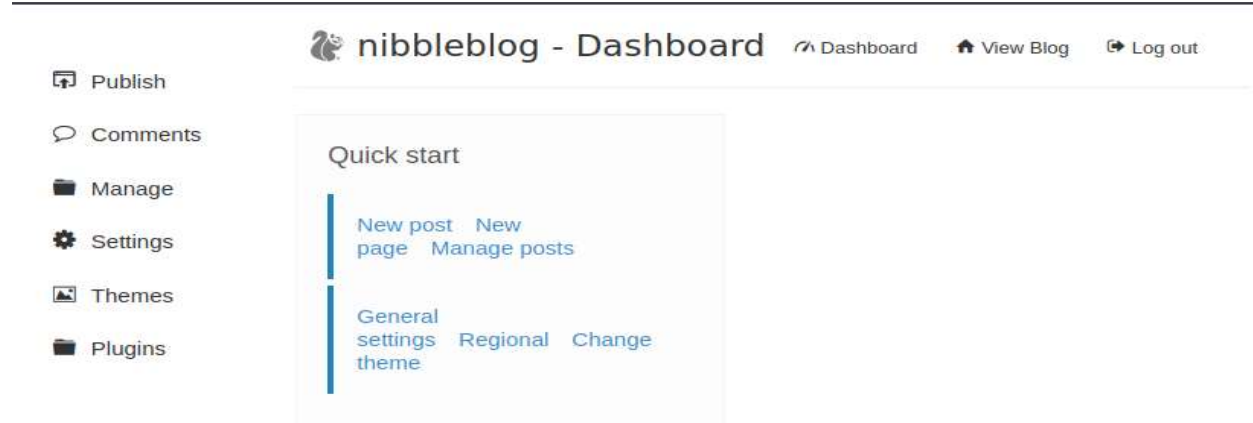 nibbleblog - Dashboard Dashboard View Blog Log out
Publish
Comments
Manage
Settings
Themes
Plugins
Quick start
New post New
page Manage posts
General
settings Regional Change
theme